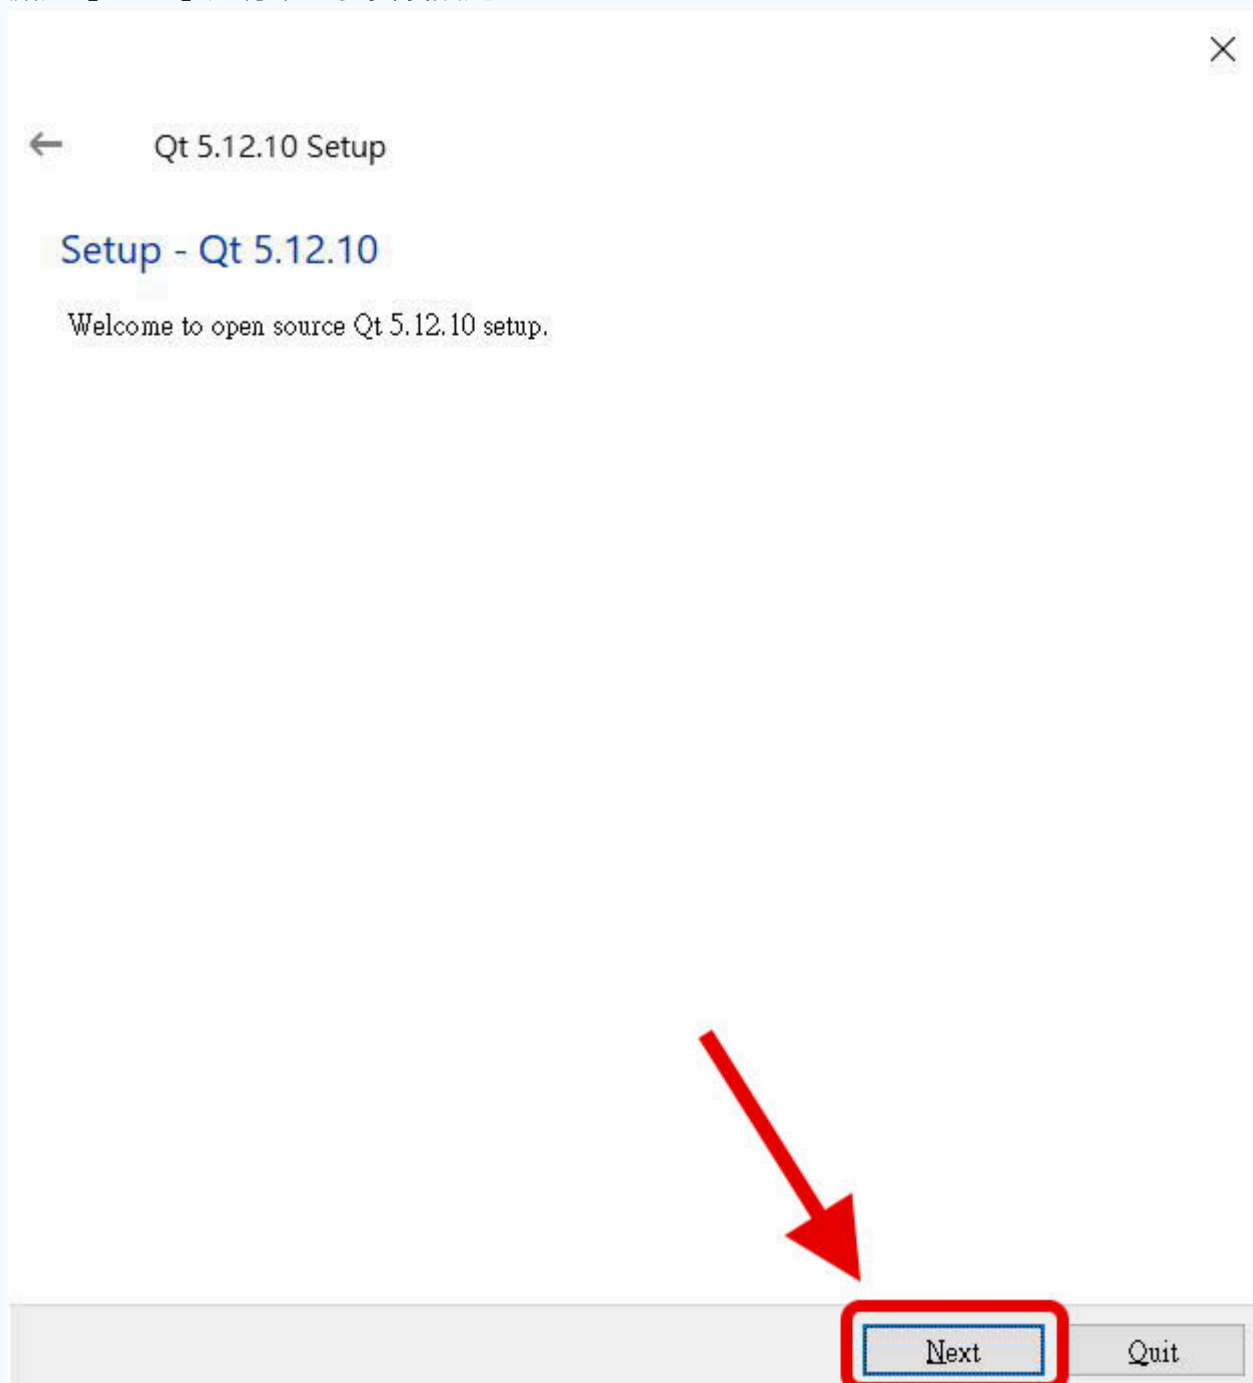 Qt 5.12.10 Setup
Setup - Qt 5.12.10
Welcome to open source Qt 5.12.10 setup.
Next
Quit